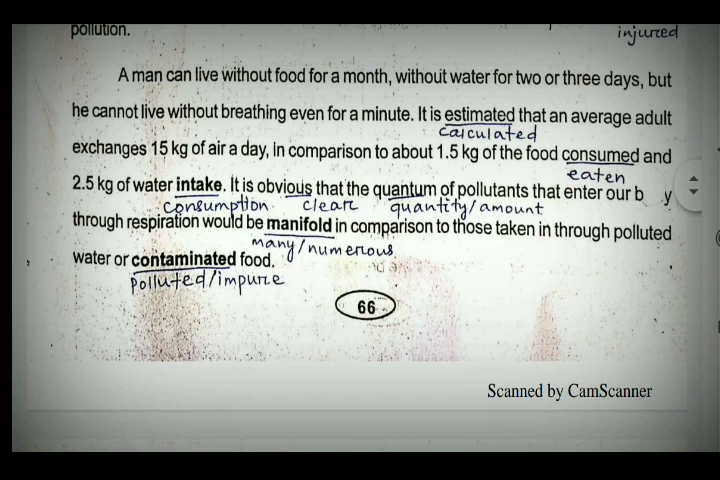 pollution.
injured
A man can live without food for a month, without water for two or three days, but
he cannot live without breathing even for a minute. It is estimated that an average adult
calculated
exchanges 15 kg of air a day, in comparison to about 1.5 kg of the food consumed and
eaten
2.5 kg of water intake. It is obvious that the quantum of pollutants that enter our b y
consumption clear quantity/amount
through respiration would be manifold in comparison to those taken in through polluted
many/numerous
water or contaminated food.
polluted/impure
66
Scanned by CamScanner